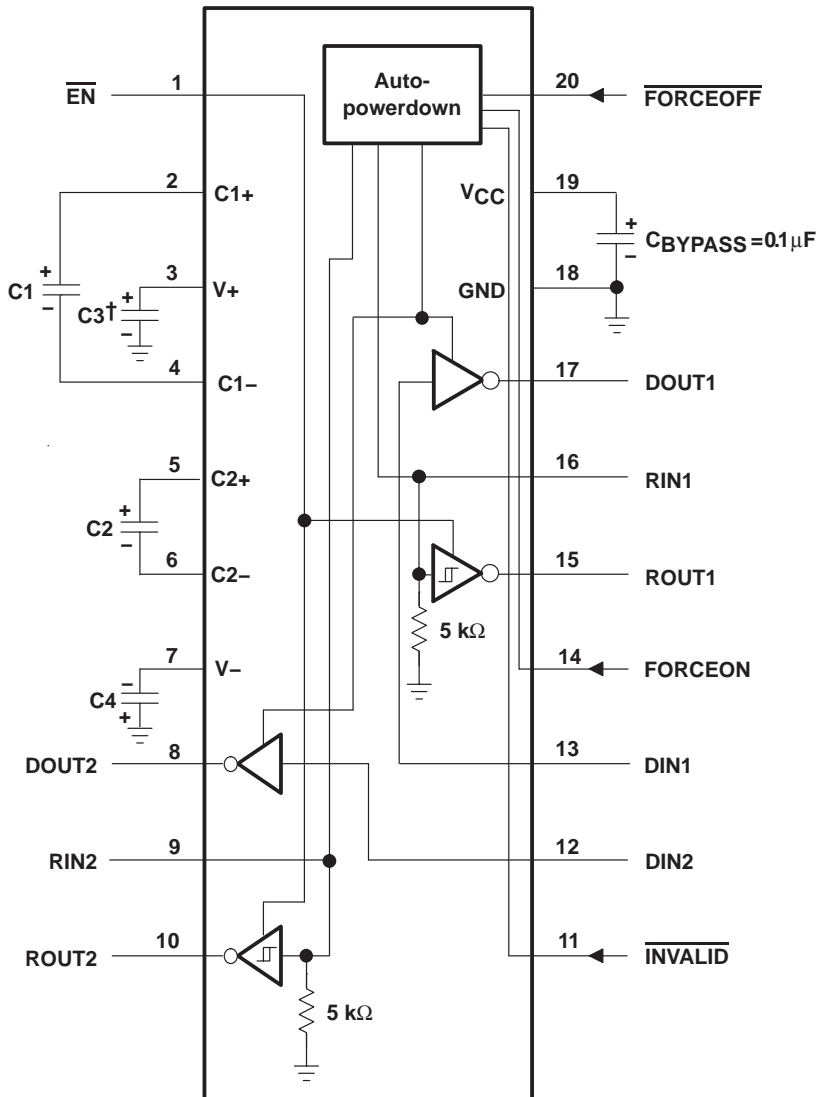 Auto-
powerdown
EN 1
20 FORCEOFF
2 C1+
VCC 19
+
CBYPASS = 0.1 μF
–
3 V+
+
C1
–
+
C3†
–
GND 18
4 C1–
17 DOUT1
5 C2+
16 RIN1
+
C2
–
6 C2–
15 ROUT1
5 kΩ
7 V–
14 FORCEON
–
C4
+
DOUT2 8
13 DIN1
RIN2 9
12 DIN2
ROUT2 10
11 INVALID
5 kΩ